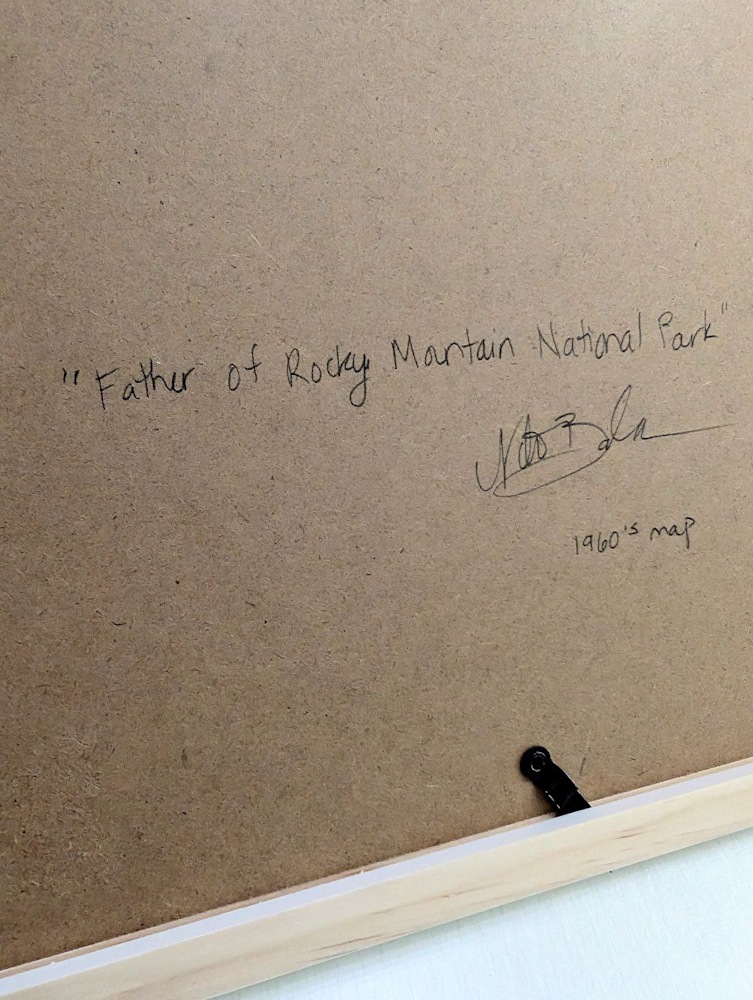 "Father of Rocky Mountain National Park"
1960's map